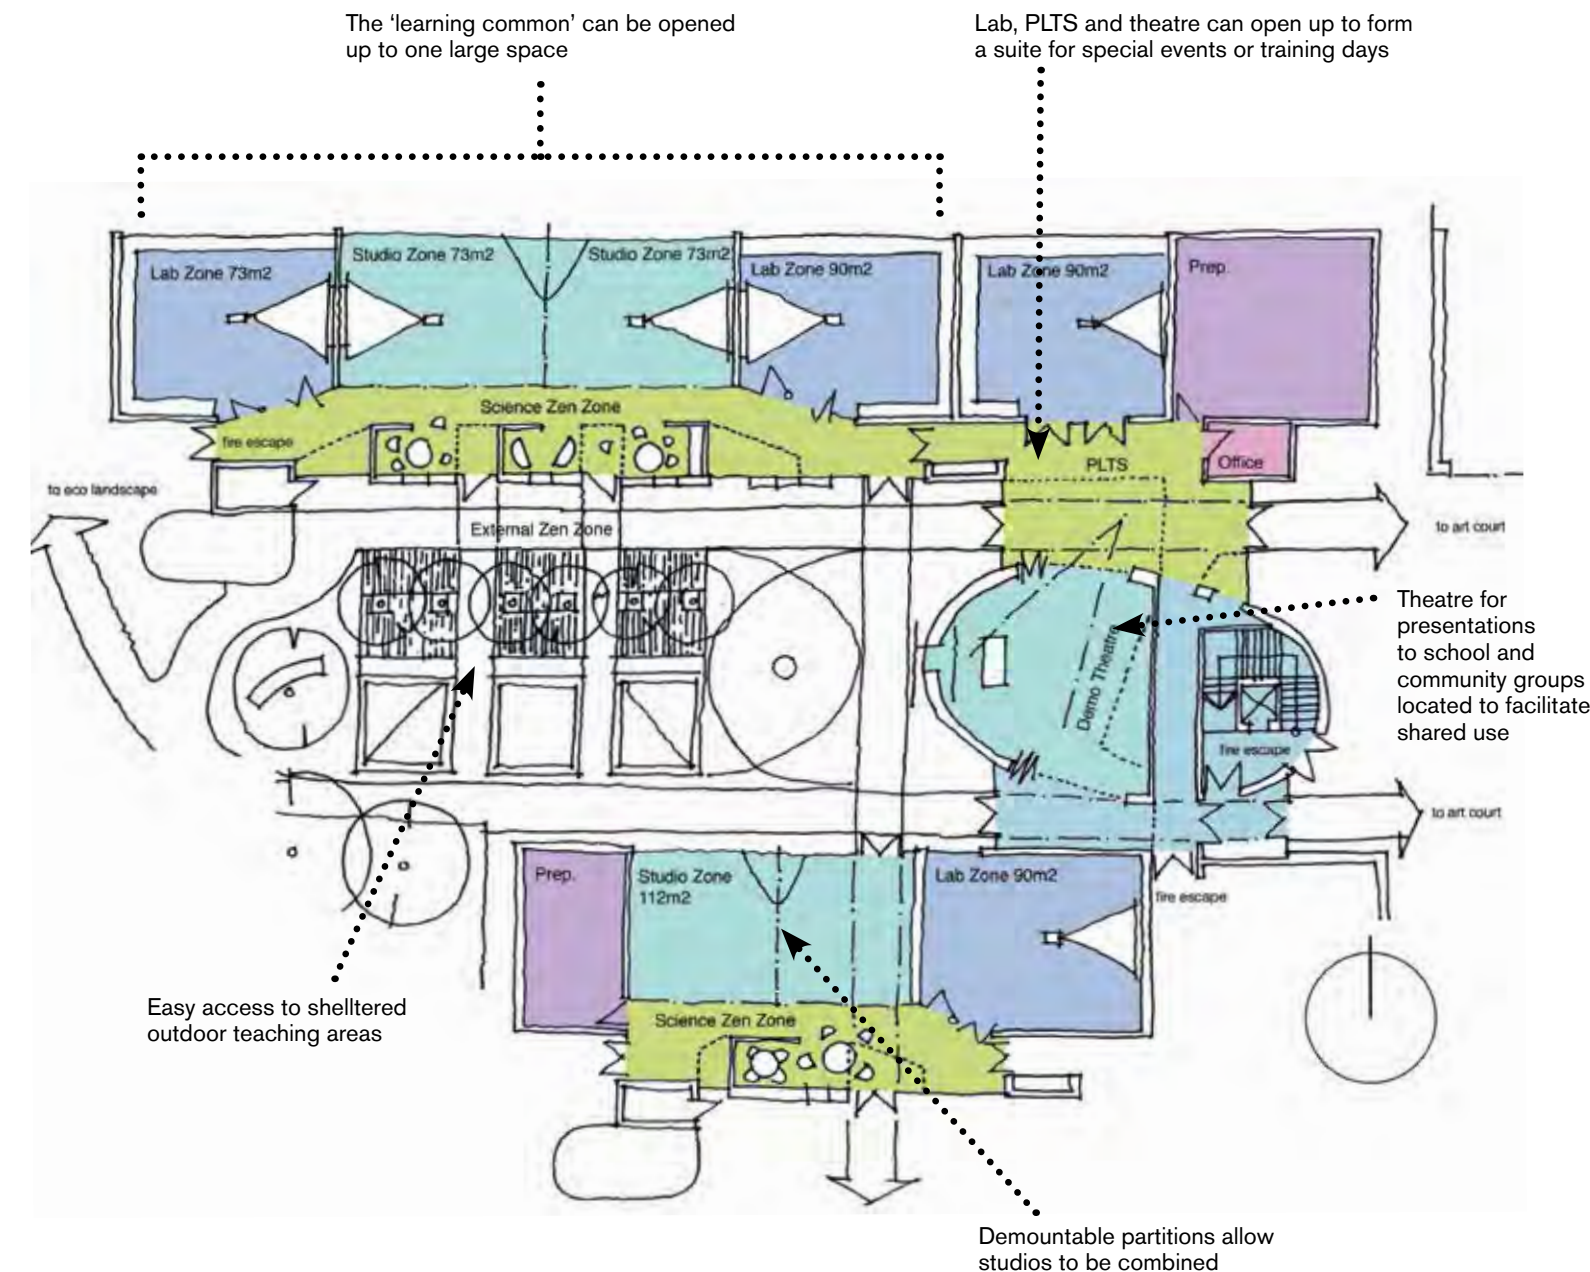 The ‘learning common’ can be opened
up to one large space
Lab, PLTS and theatre can open up to form
a suite for special events or training days
Lab Zone 73m2
Studio Zone 73m2
Studio Zone 73m2
Lab Zone 90m2
Lab Zone 90m2
Prep.
Science Zen Zone
fire escape
PLTS
Office
to eco landscape
External Zen Zone
to art court
Theatre for
presentations
to school and
community groups
located to facilitate
shared use
Demo Theatre
fire escape
to art court
Prep.
Studio Zone
112m2
Lab Zone 90m2
fire escape
Easy access to shelltered
outdoor teaching areas
Science Zen Zone
Demountable partitions allow
studios to be combined